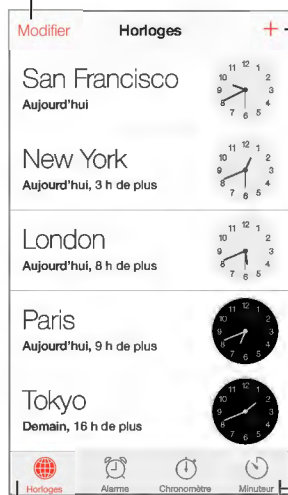 Modifier Horloges +
San Francisco
Aujourd'hui
New York
Aujourd'hui, 3 h de plus
London
Aujourd'hui, 8 h de plus
Paris
Aujourd'hui, 9 h de plus
Tokyo
Demain, 16 h de plus
Horloges Alarme Chronomètre Minuteur